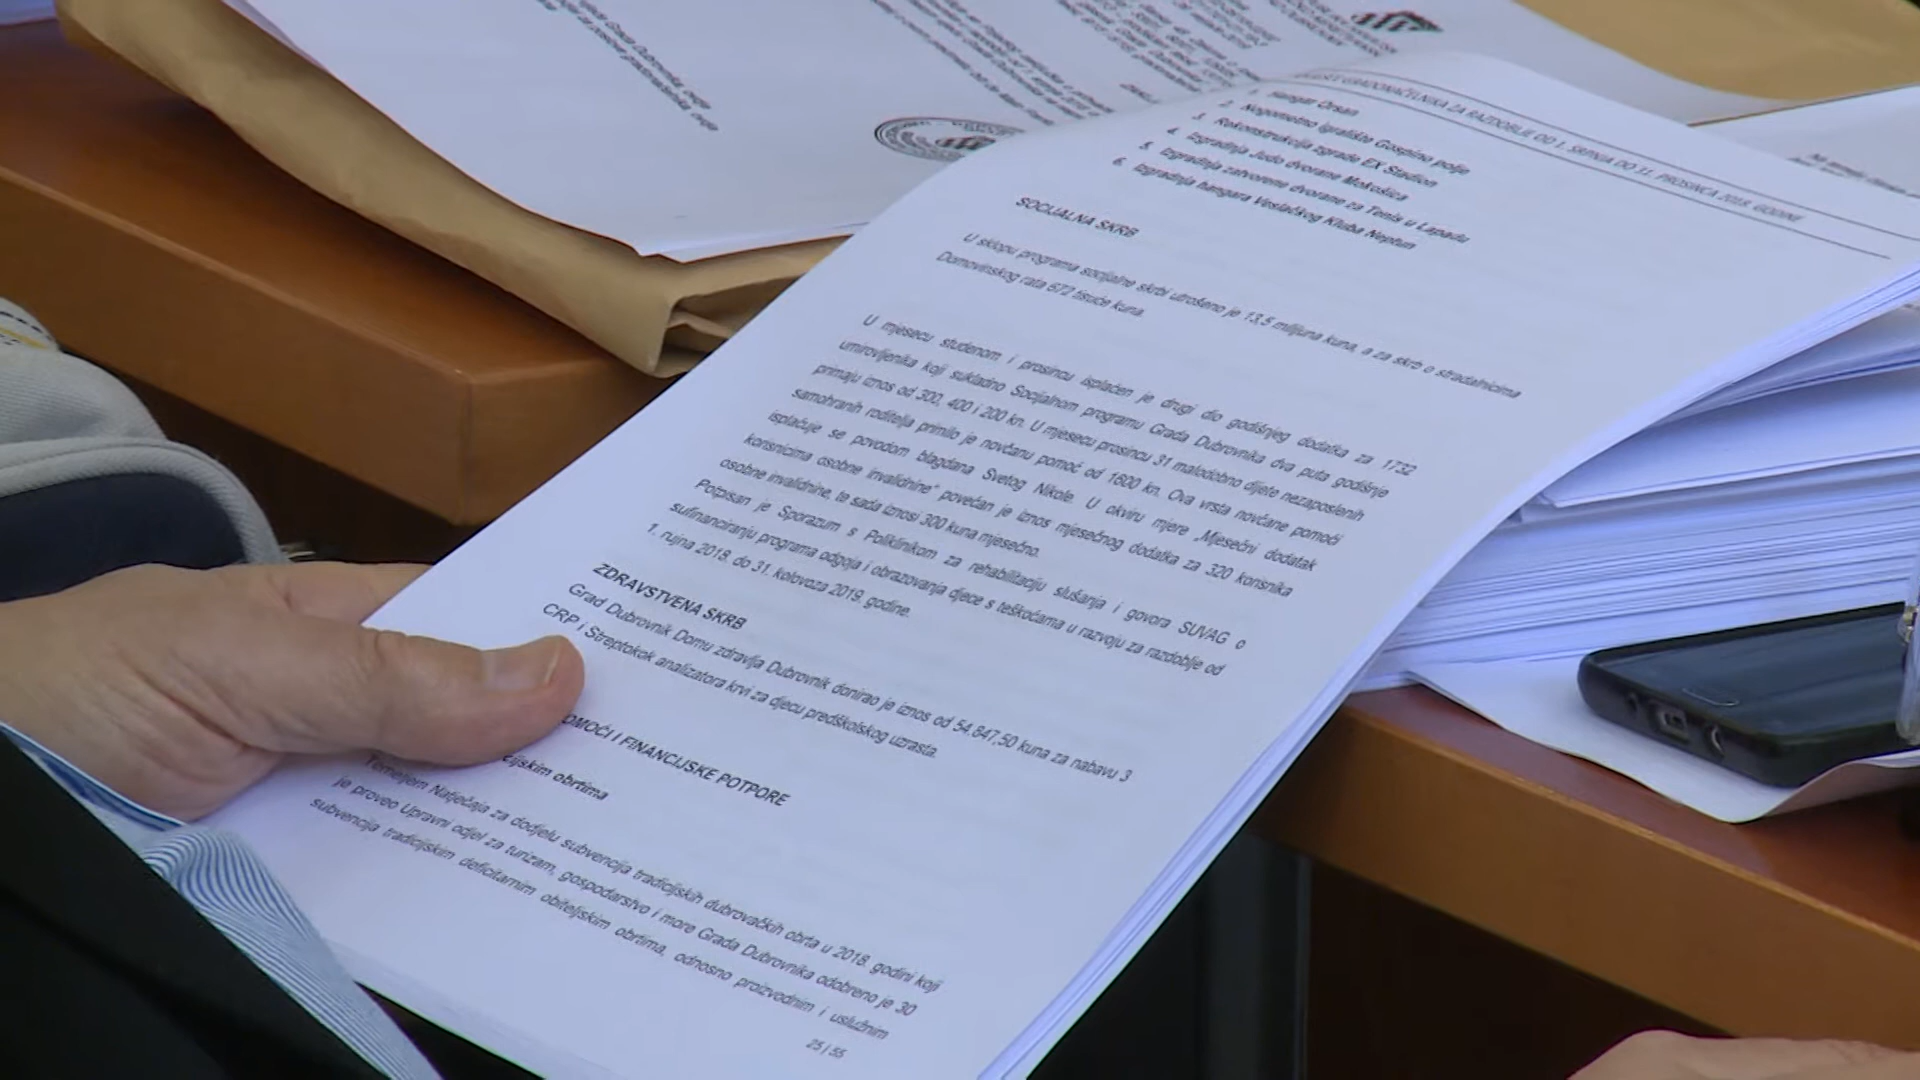 GRADONAČELNIKA ZA RAZDOBLJE OD 1. SRPNJA DO 31. PROSINCA 2018. GODINE
1. Hangar Orsan
2. Nogometno igralište Gospino polje
3. Rekonstrukcija zgrade EX Stadion
4. Izgradnja Judo dvorane Mokošica
5. Izgradnja zatvorene dvorane za Tenis u Lapadu
6. Izgradnja hangara Veslačkog Kluba Neptun
SOCIJALNA SKRB
U sklopu programa socijalne skrbi utrošeno je 13,5 milijuna kuna, a za skrb o stradalnicima
Domovinskog rata 672 tisuće kuna.
U mjesecu studenom i prosincu isplaćen je drugi dio godišnjeg dodatka za 1732
umirovljenika koji sukladno Socijalnom programu Grada Dubrovnika dva puta godišnje
primaju iznos od 300, 400 i 200 kn. U mjesecu prosincu 31 malodobno dijete nezaposlenih
samohranih roditelja primilo je novčanu pomoć od 1600 kn. Ova vrsta novčane pomoći
isplaćuje se povodom blagdana Svetog Nikole. U okviru mjere „Mjesečni dodatak
korisnicima osobne invalidnine“ povećan je iznos mjesečnog dodatka za 320 korisnika
osobne invalidnine, te sada iznosi 300 kuna mjesečno.
Potpisan je Sporazum s Poliklinikom za rehabilitaciju slušanja i govora SUVAG o
sufinanciranju programa odgoja i obrazovanja djece s teškoćama u razvoju za razdoblje od
1. rujna 2018. do 31. kolovoza 2019. godine.
ZDRAVSTVENA SKRB
Grad Dubrovnik Domu zdravlja Dubrovnik donirao je iznos od 54.847,50 kuna za nabavu 3
CRP i Streptokok analizatora krvi za djecu predškolskog uzrasta.
OMOĆI I FINANCIJSKE POTPORE
cijskim obrtima
Temeljem Natječaja za dodjelu subvencija tradicijskih dubrovačkih obrta u 2018. godini koji
je proveo Upravni odjel za turizam, gospodarstvo i more Grada Dubrovnika odobreno je 30
subvencija tradicijskim deficitarnim obiteljskim obrtima, odnosno proizvodnim i uslužnim
25 / 55